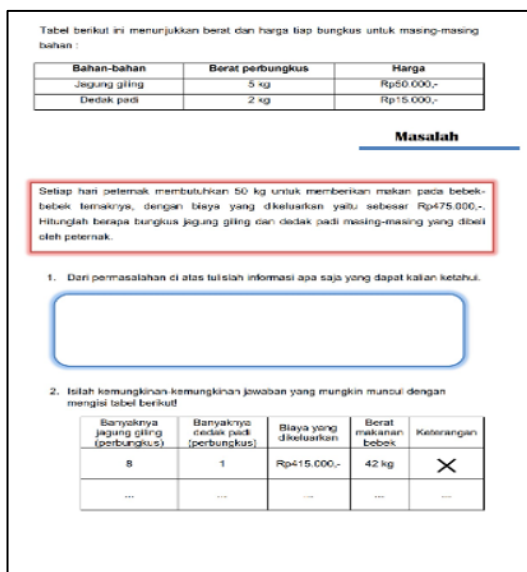 Tabel berikut ini menunjukkan berat dan harga tiap bungkus untuk masing-masing
bahan :
Bahan-bahan Berat perbungkus Harga
Jagung giling 5 kg Rp50.000,-
Dedak padi 2 kg Rp15.000,-
Masalah
Setiap hari peternak membutuhkan 50 kg untuk memberikan makan pada bebek-
bebek ternaknya, dengan biaya yang dikeluarkan yaitu sebesar Rp475.000,-.
Hitunglah berapa bungkus jagung giling dan dedak padi masing-masing yang dibeli
oleh peternak.
1. Dari permasalahan di atas tulislah informasi apa saja yang dapat kalian ketahui.
2. Isilah kemungkinan-kemungkinan jawaban yang mungkin muncul dengan
mengisi tabel berikut!
Banyaknya jagung giling (perbungkus) Banyaknya dedak padi (perbungkus) Biaya yang dikeluarkan Berat makanan bebek Keterangan
8 1 Rp415.000,- 42 kg X
... ... ... ... ...